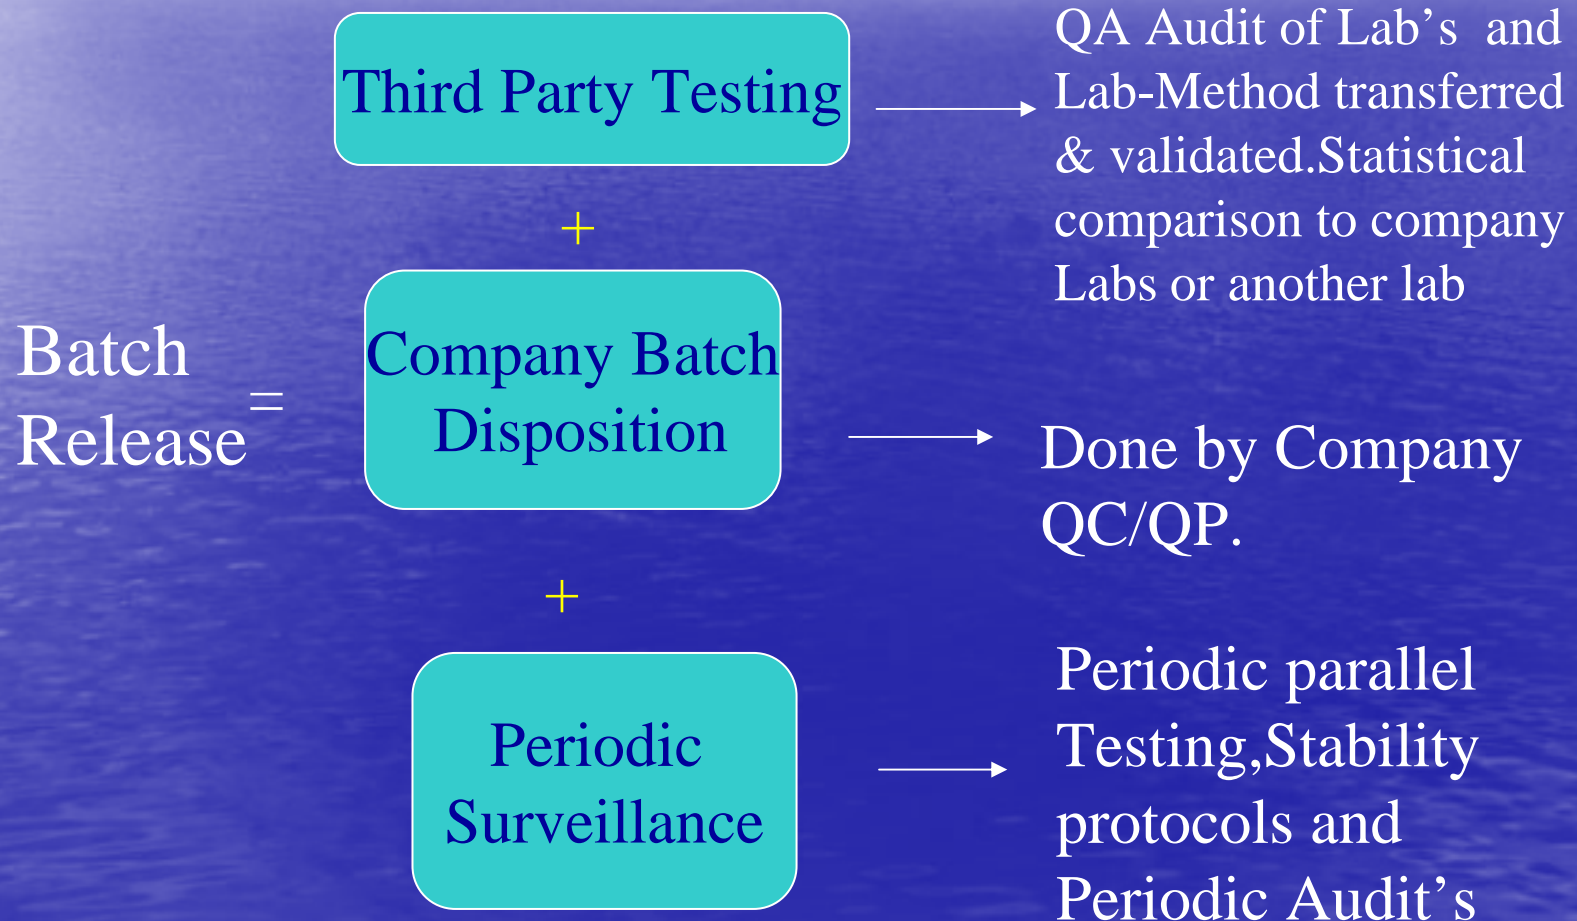 Third Party Testing
QA Audit of Lab’s and
Lab-Method transferred
& validated.Statistical
comparison to company
Labs or another lab
+
Batch
Release
=
Company Batch
Disposition
Done by Company
QC/QP.
+
Periodic
Surveillance
Periodic parallel
Testing,Stability
protocols and
Periodic Audit’s